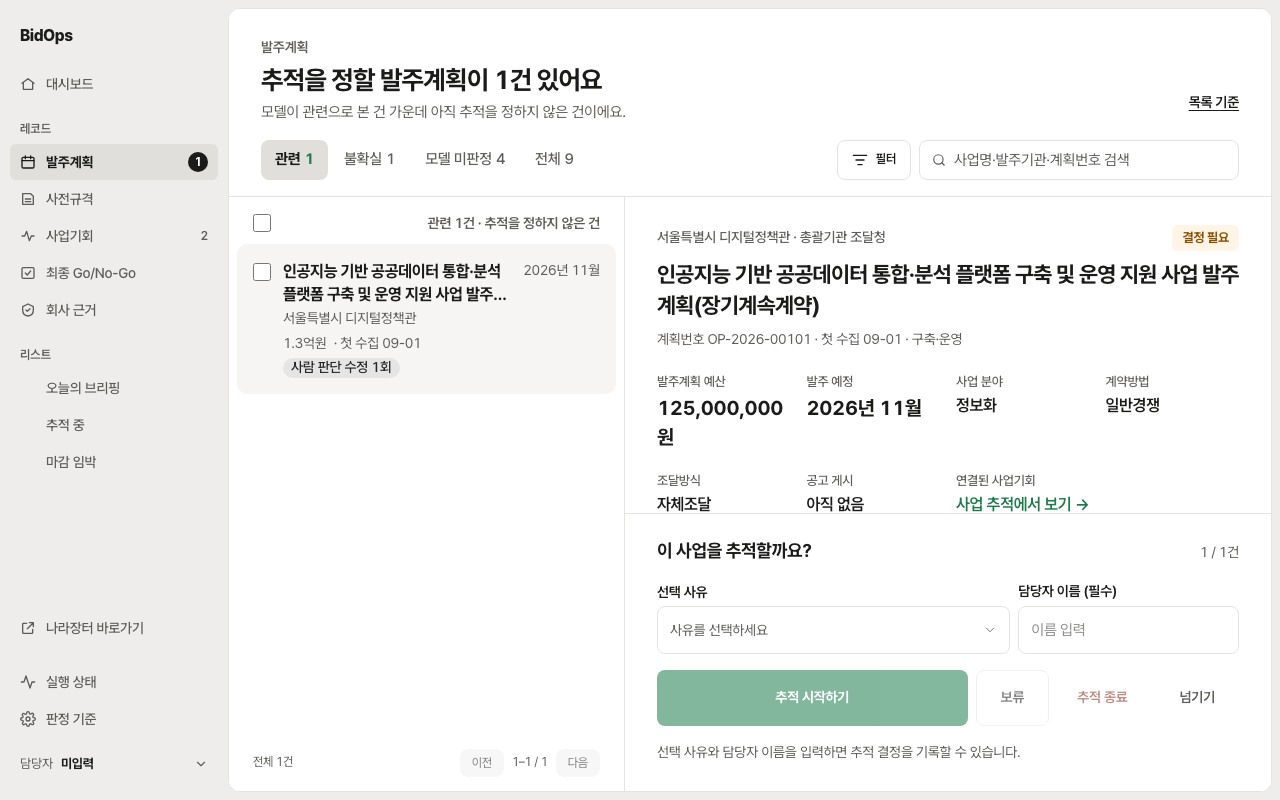 BidOps
대시보드
레코드
발주계획 1
사전규격
사업기회 2
최종 Go/No-Go
회사 근거
리스트
오늘의 브리핑
추적 중
마감 임박
나라장터 바로가기
실행 상태
판정 기준
담당자 미입력
발주계획
추적을 정할 발주계획이 1건 있어요
모델이 관련으로 본 건 가운데 아직 추적을 정하지 않은 건이에요.
목록 기준
관련 1 불확실 1 모델 미판정 4 전체 9
필터
사업명·발주기관·계획번호 검색
관련 1건 · 추적을 정하지 않은 건
인공지능 기반 공공데이터 통합·분석 2026년 11월
플랫폼 구축 및 운영 지원 사업 발주...
서울특별시 디지털정책관
1.3억원 · 첫 수집 09-01
사람 판단 수정 1회
전체 1건
이전 1–1 / 1 다음
서울특별시 디지털정책관 · 총괄기관 조달청
결정 필요
인공지능 기반 공공데이터 통합·분석 플랫폼 구축 및 운영 지원 사업 발주
계획(장기계속계약)
계획번호 OP-2026-00101 · 첫 수집 09-01 · 구축·운영
발주계획 예산 발주 예정 사업 분야 계약방법
125,000,000 2026년 11월 정보화 일반경쟁
원
조달방식 공고 게시 연결된 사업기회
자체조달 아직 없음 사업 추적에서 보기 →
이 사업을 추적할까요?
1 / 1건
선택 사유 담당자 이름 (필수)
사유를 선택하세요 이름 입력
추적 시작하기 보류 추적 종료 넘기기
선택 사유와 담당자 이름을 입력하면 추적 결정을 기록할 수 있습니다.